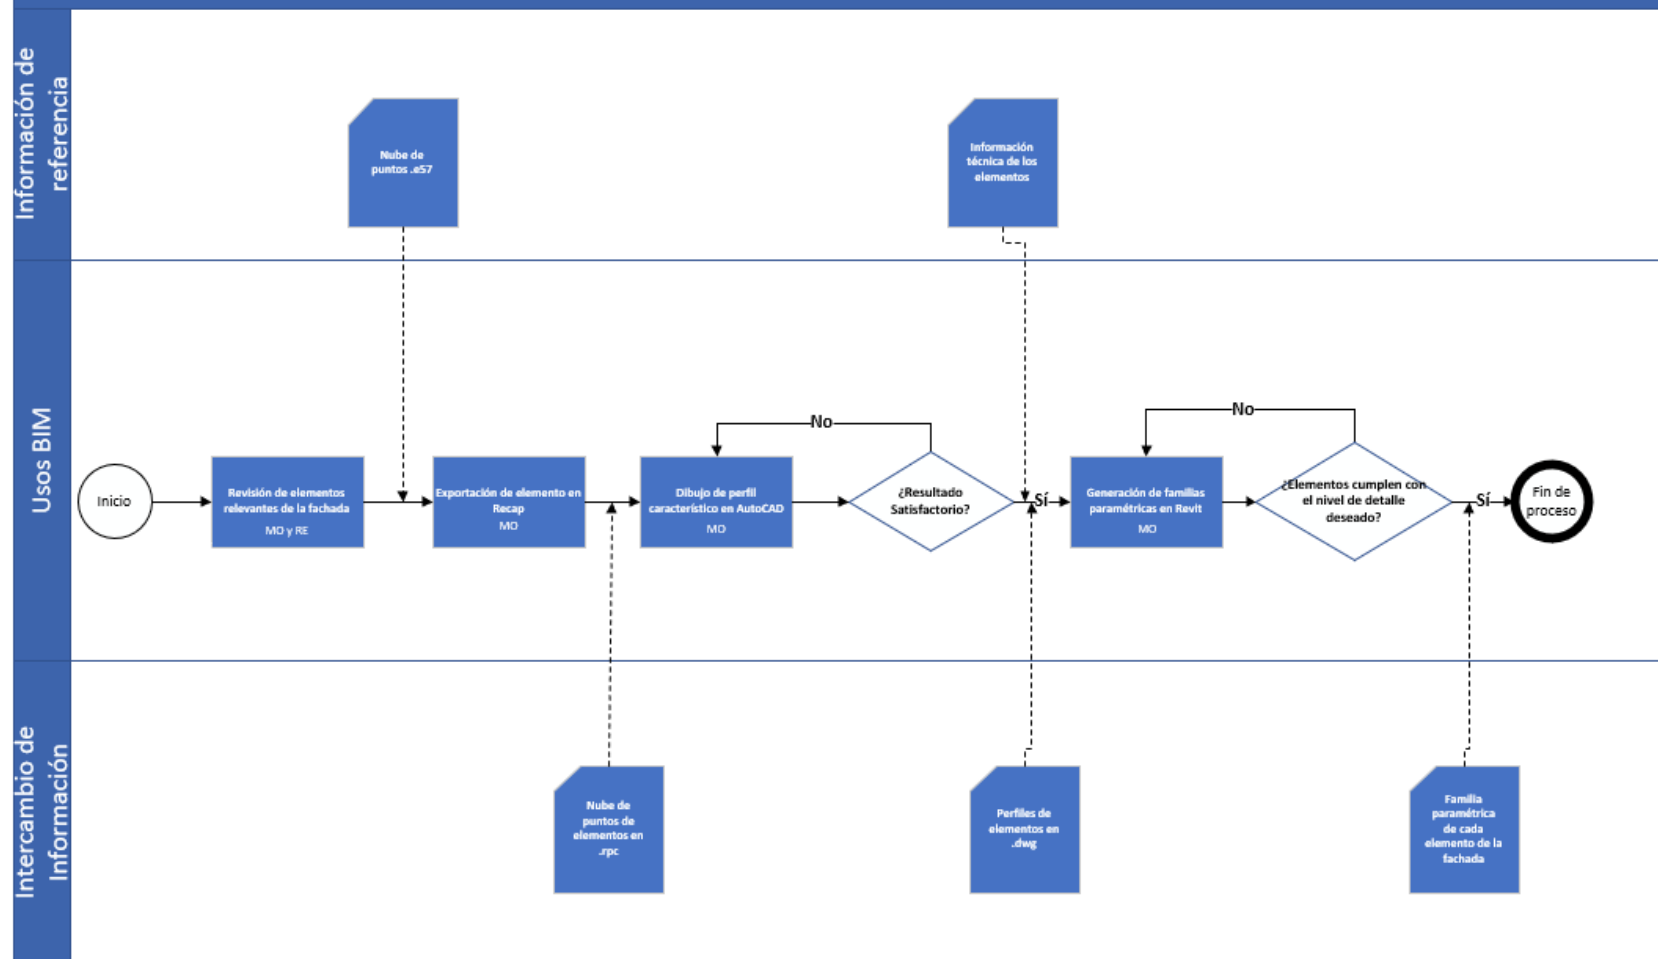 Información de
referencia
Nube de
puntos .e57
Información
técnica de los
elementos
Usos BIM
Inicio
Revisión de elementos
relevantes de la fachada
MO y RE
Exportación de elemento en
Recap
MO
Dibujo de perfil
característico en AutoCAD
MO
No
¿Resultado
Satisfactorio?
Sí
Generación de familias
paramétricas en Revit
MO
No
¿Elementos cumplen con
el nivel de detalle
deseado?
Sí
Fin de
proceso
Intercambio de
Información
Nube de
puntos de
elementos en
.rpc
Perfiles de
elementos en
.dwg
Familia
paramétrica
de cada
elemento de la
fachada